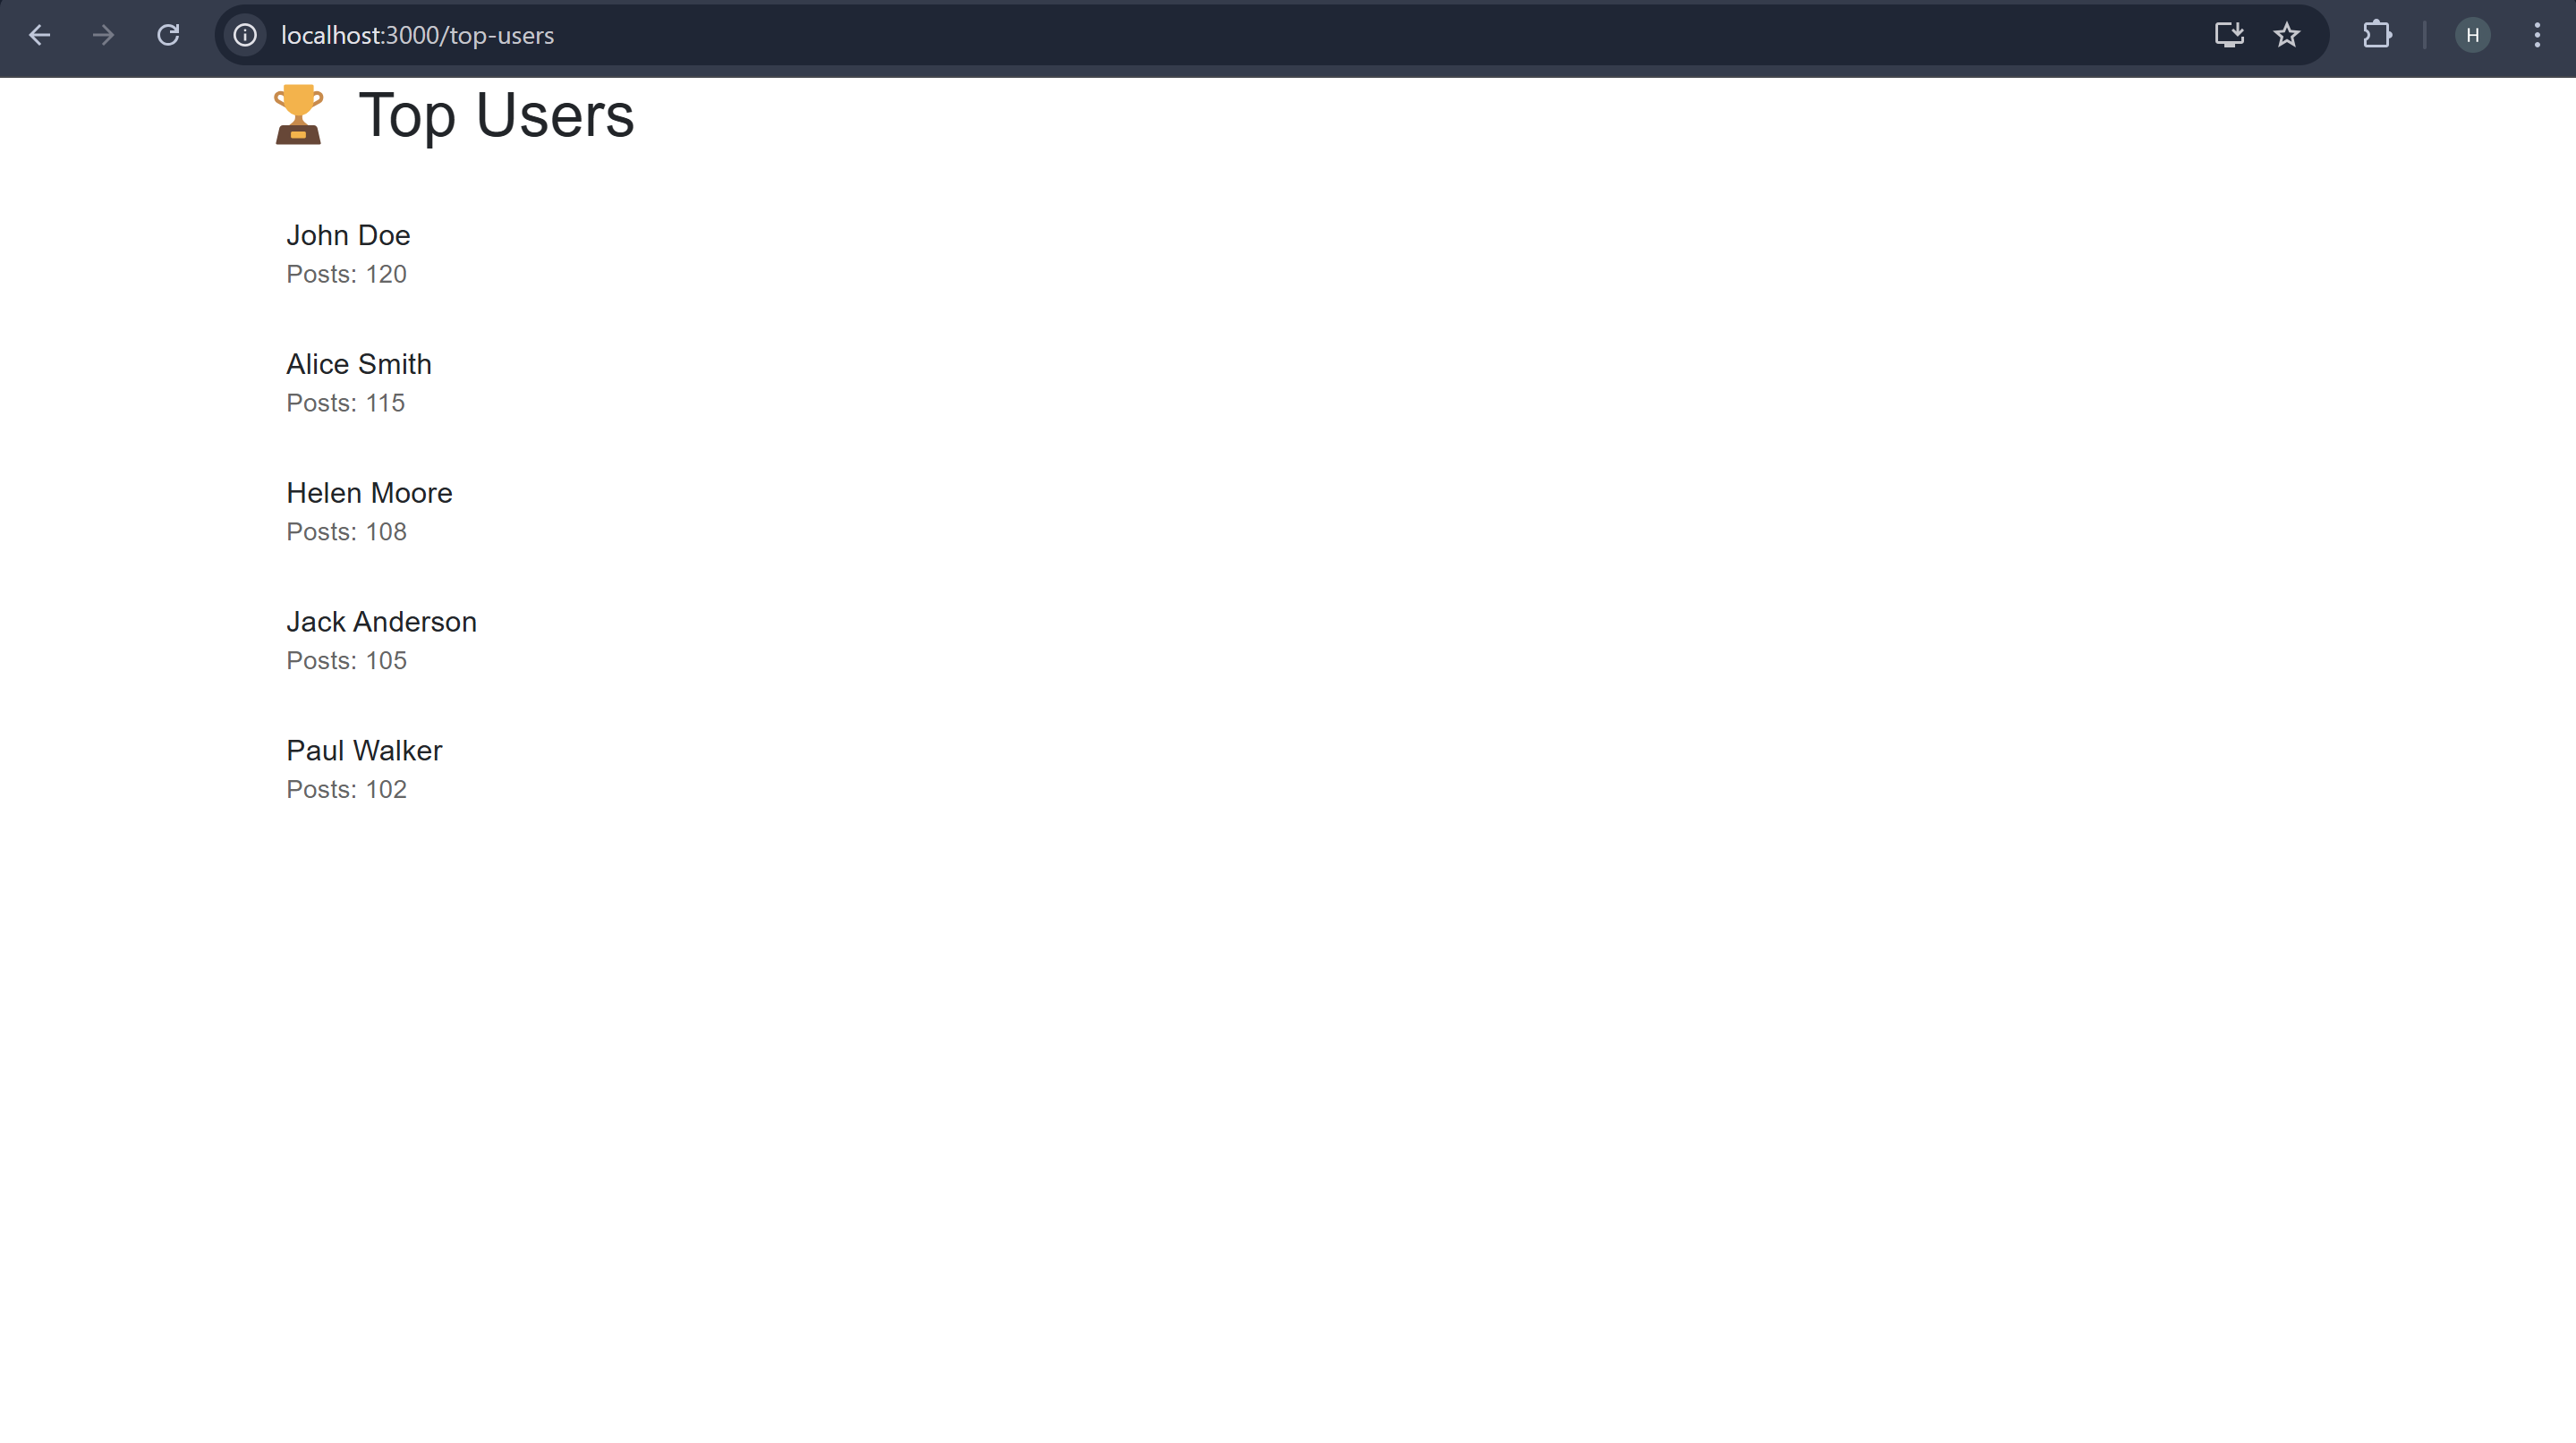 localhost:3000/top-users
H
🏆 Top Users
John Doe
Posts: 120
Alice Smith
Posts: 115
Helen Moore
Posts: 108
Jack Anderson
Posts: 105
Paul Walker
Posts: 102